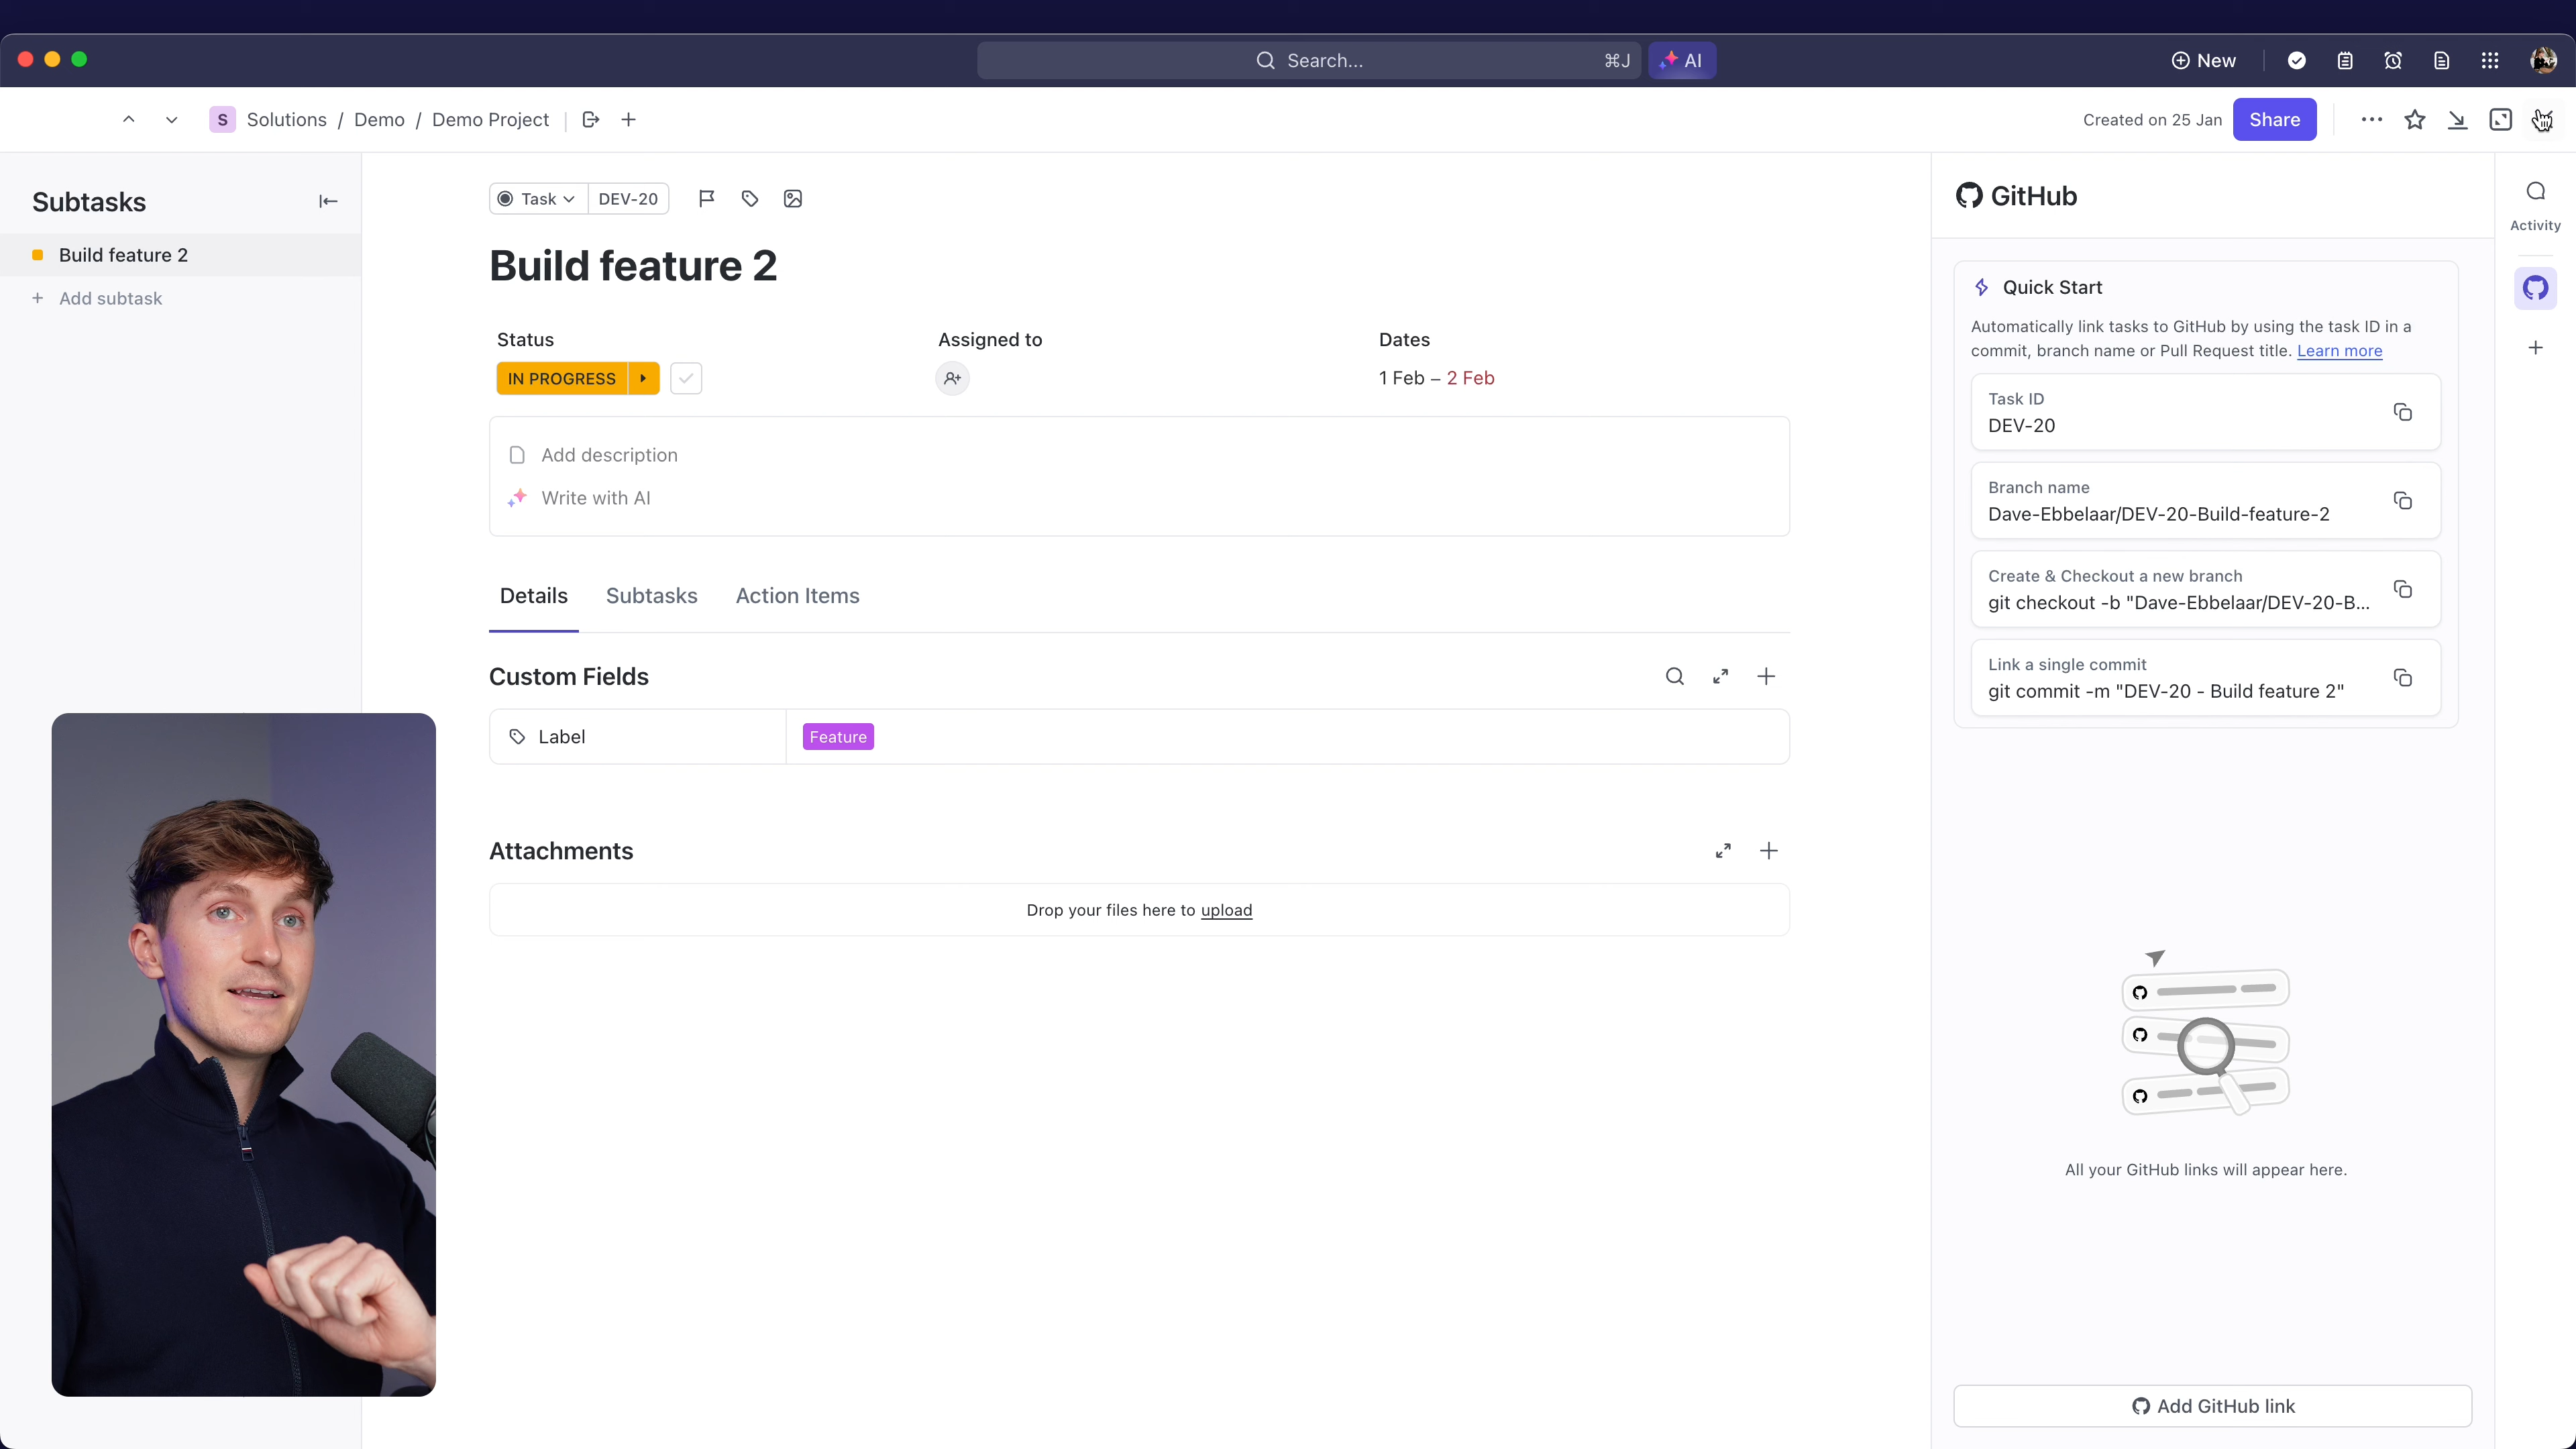 Search...
⌘J
AI
New
S
Solutions / Demo / Demo Project
Created on 25 Jan
Share
Subtasks
Build feature 2
Add subtask
Task
DEV-20
Build feature 2
Status
IN PROGRESS
Assigned to
Dates
1 Feb – 2 Feb
Add description
Write with AI
Details
Subtasks
Action Items
Custom Fields
Label
Feature
Attachments
Drop your files here to upload
GitHub
Quick Start
Automatically link tasks to GitHub by using the task ID in a
commit, branch name or Pull Request title. Learn more
Task ID
DEV-20
Branch name
Dave-Ebbelaar/DEV-20-Build-feature-2
Create & Checkout a new branch
git checkout -b "Dave-Ebbelaar/DEV-20-B...
Link a single commit
git commit -m "DEV-20 - Build feature 2"
All your GitHub links will appear here.
Add GitHub link
Activity